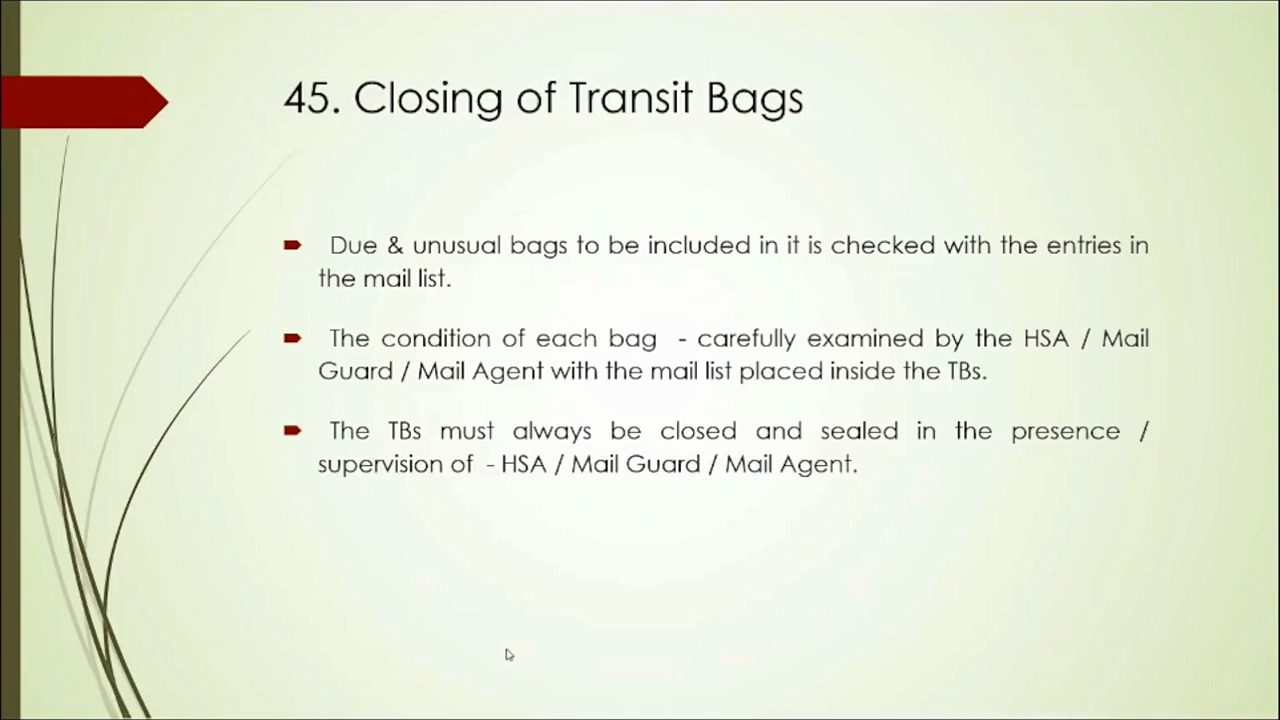 45. Closing of Transit Bags
Due & unusual bags to be included in it is checked with the entries in
the mail list.
The condition of each bag - carefully examined by the HSA / Mail
Guard / Mail Agent with the mail list placed inside the TBs.
The TBs must always be closed and sealed in the presence /
supervision of - HSA / Mail Guard / Mail Agent.